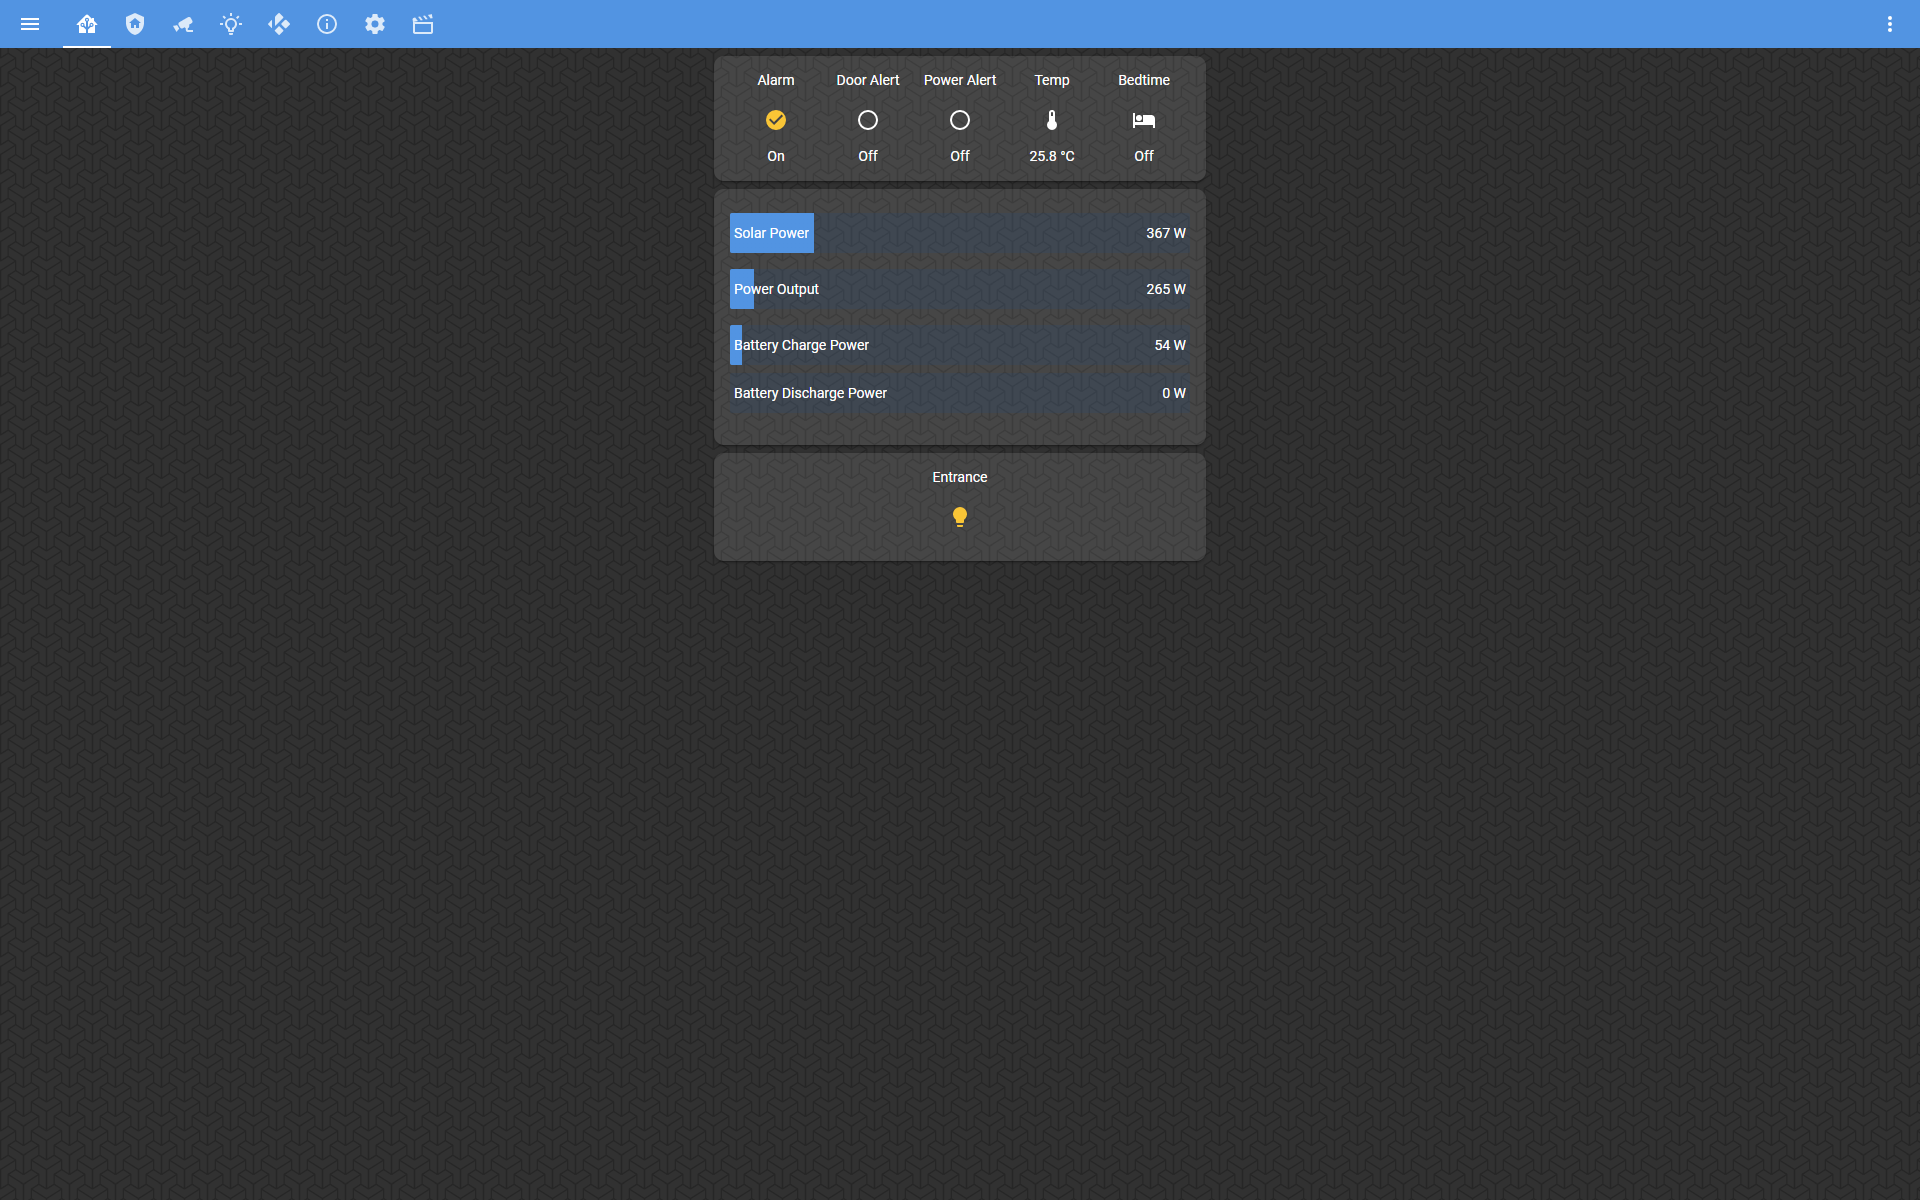 Alarm Door Alert Power Alert Temp Bedtime
On Off Off 25.8 °C Off
Solar Power 367 W
Power Output 265 W
Battery Charge Power 54 W
Battery Discharge Power 0 W
Entrance